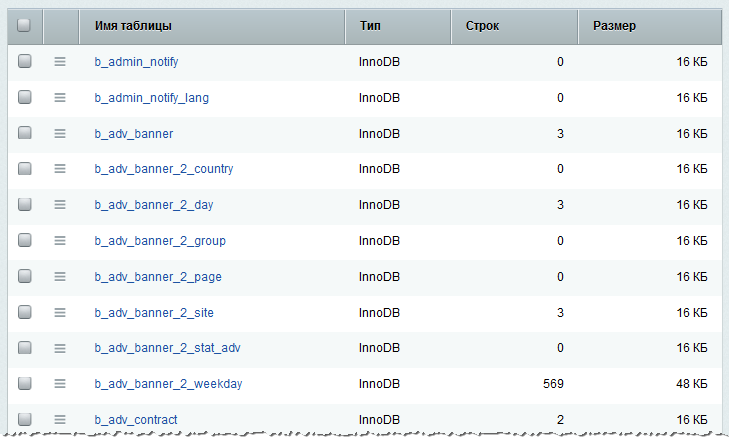 Имя таблицы Тип Строк Размер
b_admin_notify InnoDB 0 16 КБ
b_admin_notify_lang InnoDB 0 16 КБ
b_adv_banner InnoDB 3 16 КБ
b_adv_banner_2_country InnoDB 0 16 КБ
b_adv_banner_2_day InnoDB 3 16 КБ
b_adv_banner_2_group InnoDB 0 16 КБ
b_adv_banner_2_page InnoDB 0 16 КБ
b_adv_banner_2_site InnoDB 3 16 КБ
b_adv_banner_2_stat_adv InnoDB 0 16 КБ
b_adv_banner_2_weekday InnoDB 569 48 КБ
b_adv_contract InnoDB 2 16 КБ